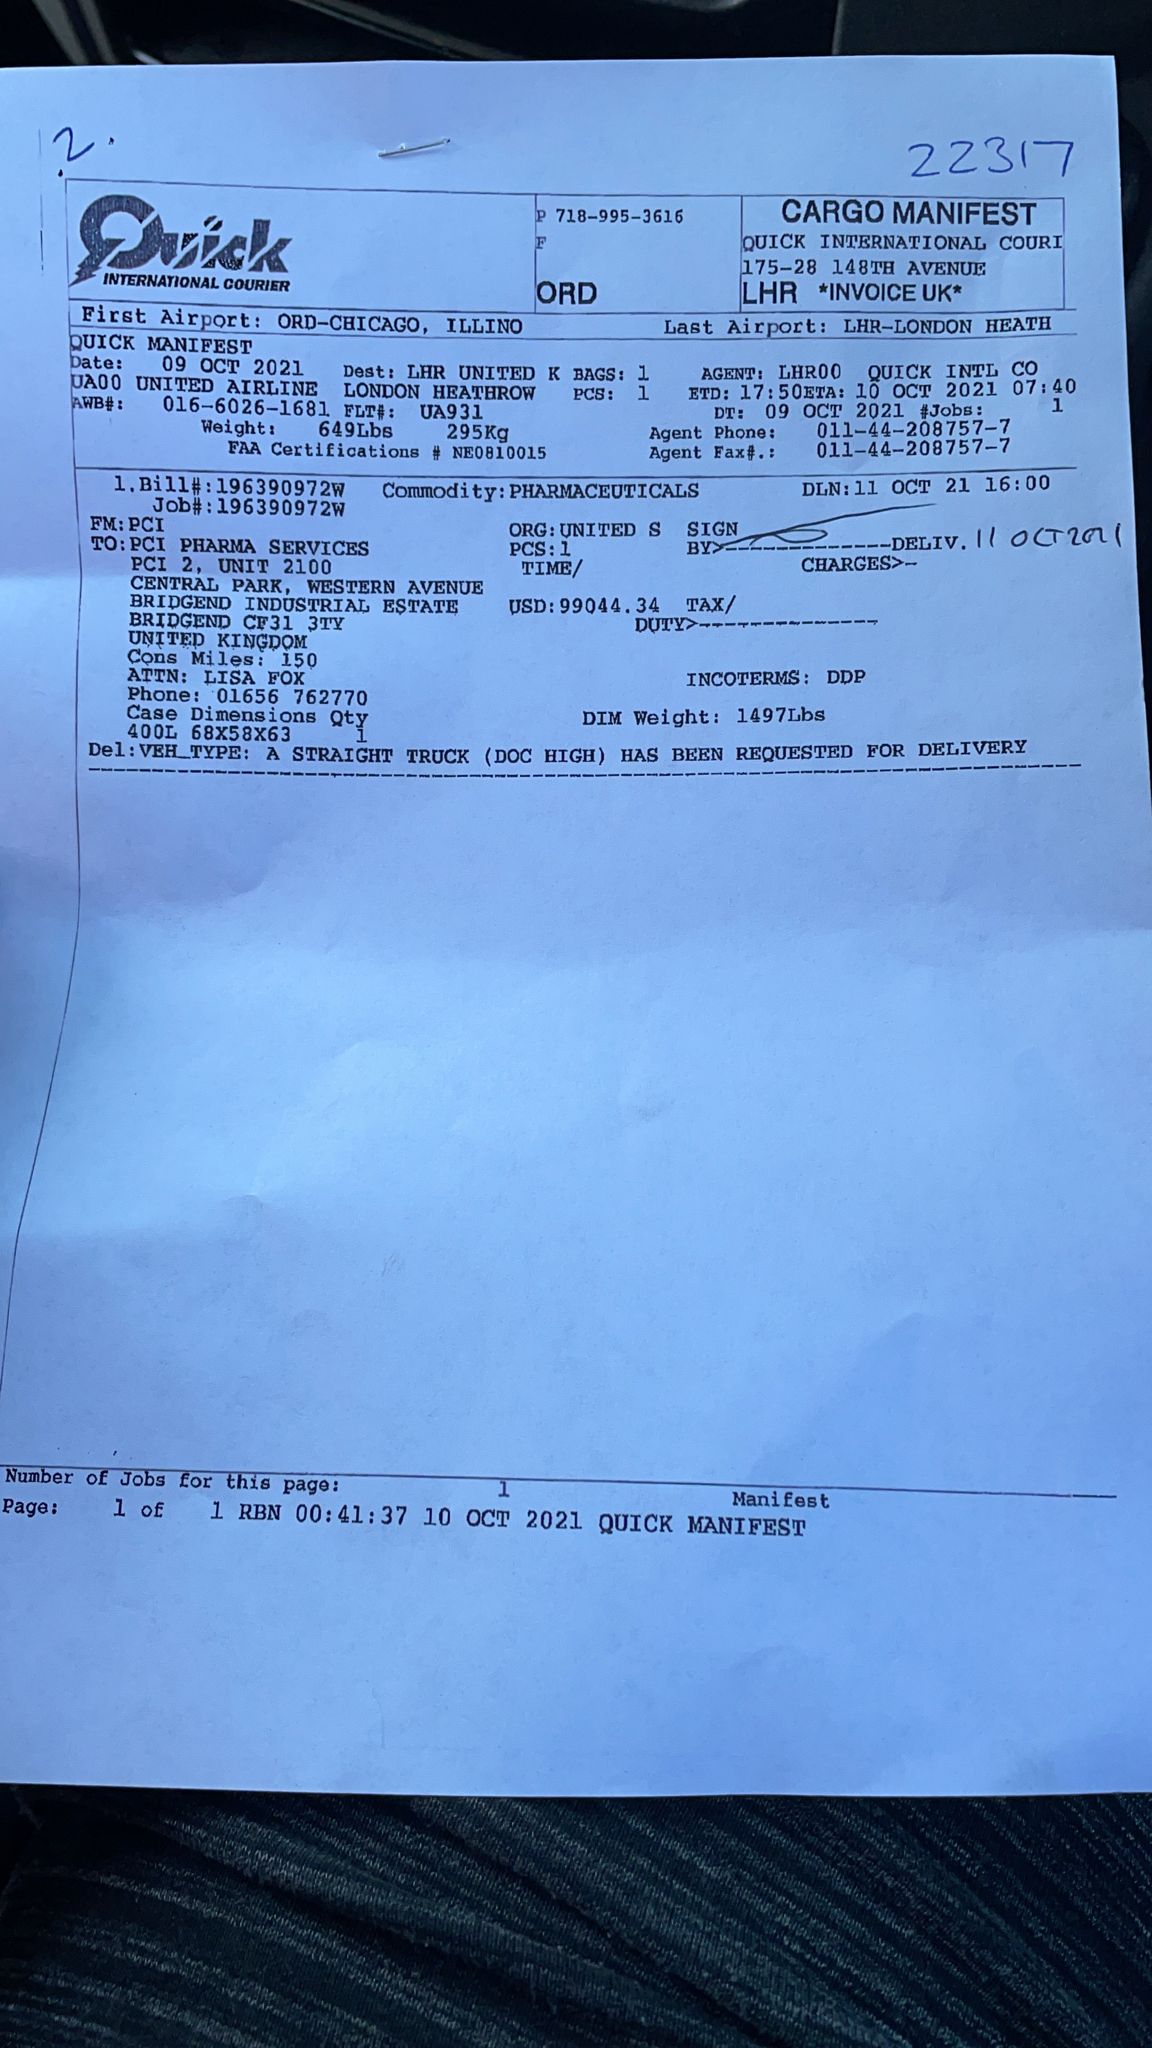 2.
22317
Quick
INTERNATIONAL COURIER
P 718-995-3616
F
ORD
CARGO MANIFEST
QUICK INTERNATIONAL COURI
175-28 148TH AVENUE
LHR *INVOICE UK*
First Airport: ORD-CHICAGO, ILLINO Last Airport: LHR-LONDON HEATH
QUICK MANIFEST
Date: 09 OCT 2021 Dest: LHR UNITED K BAGS: 1 AGENT: LHR00 QUICK INTL CO
UA00 UNITED AIRLINE LONDON HEATHROW PCS: 1 ETD: 17:50ETA: 10 OCT 2021 07:40
AWB#: 016-6026-1681 FLT#: UA931 DT: 09 OCT 2021 #Jobs: 1
Weight: 649Lbs 295Kg Agent Phone: 011-44-208757-7
FAA Certifications # NE0810015 Agent Fax#.: 011-44-208757-7
1.Bill#:196390972W Commodity:PHARMACEUTICALS DLN:11 OCT 21 16:00
Job#:196390972W
FM:PCI ORG:UNITED S SIGN
TO:PCI PHARMA SERVICES PCS:1 BY>-------------DELIV. 11 OCT 2021
PCI 2, UNIT 2100 TIME/ CHARGES>-
CENTRAL PARK, WESTERN AVENUE
BRIDGEND INDUSTRIAL ESTATE USD:99044.34 TAX/
BRIDGEND CF31 3TY DUTY>--------------
UNITED KINGDOM
Cons Miles: 150
ATTN: LISA FOX INCOTERMS: DDP
Phone: 01656 762770
Case Dimensions Qty DIM Weight: 1497Lbs
400L 68X58X63 1
Del:VEH_TYPE: A STRAIGHT TRUCK (DOC HIGH) HAS BEEN REQUESTED FOR DELIVERY
Number of Jobs for this page: 1 Manifest
Page: 1 of 1 RBN 00:41:37 10 OCT 2021 QUICK MANIFEST